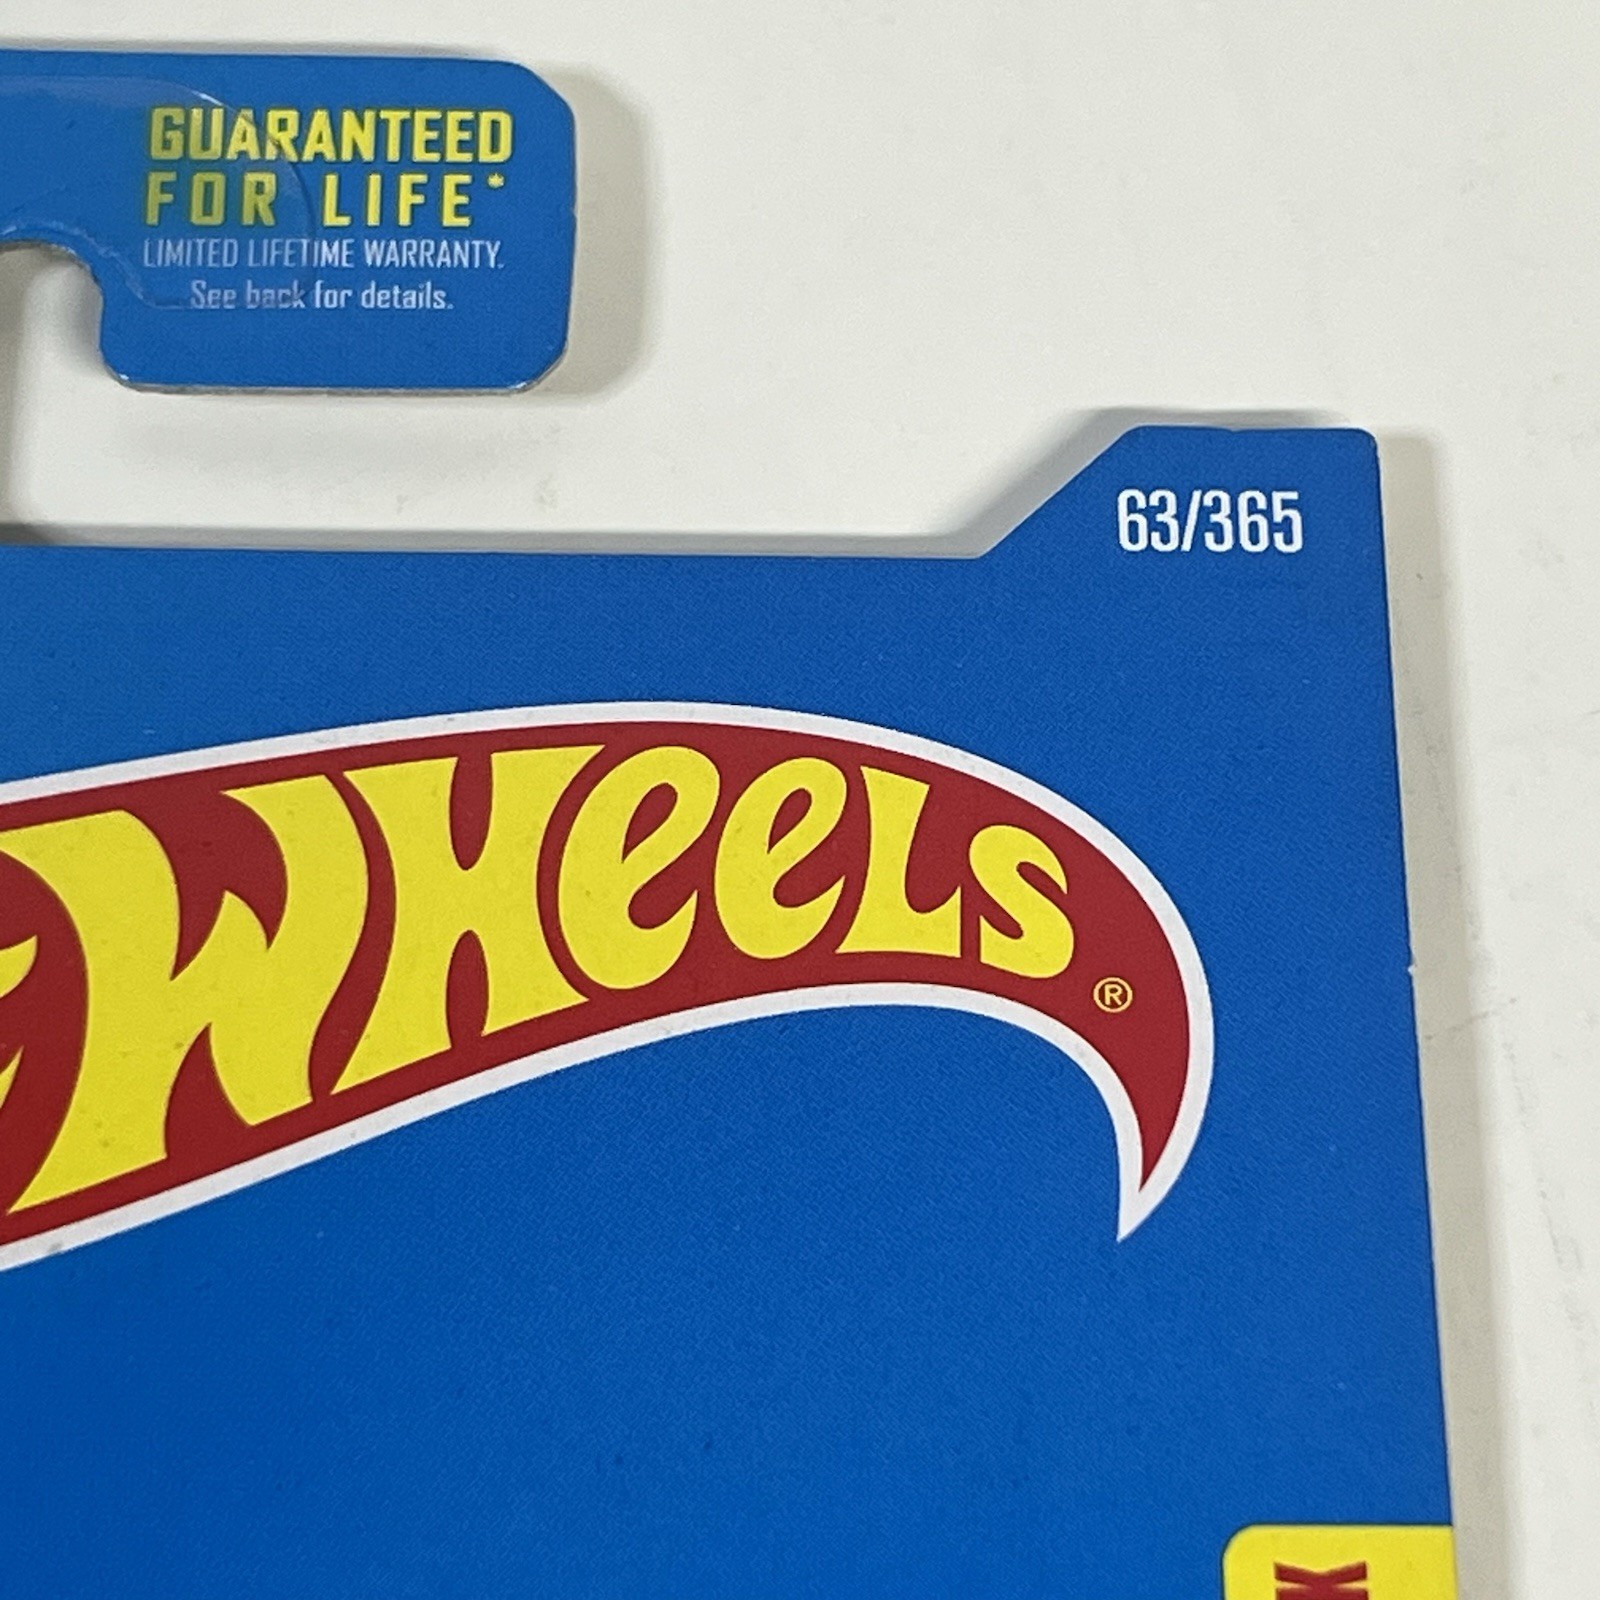 GUARANTEED
FOR LIFE*
LIMITED LIFETIME WARRANTY.
See back for details.
63/365
WHEELS®
K